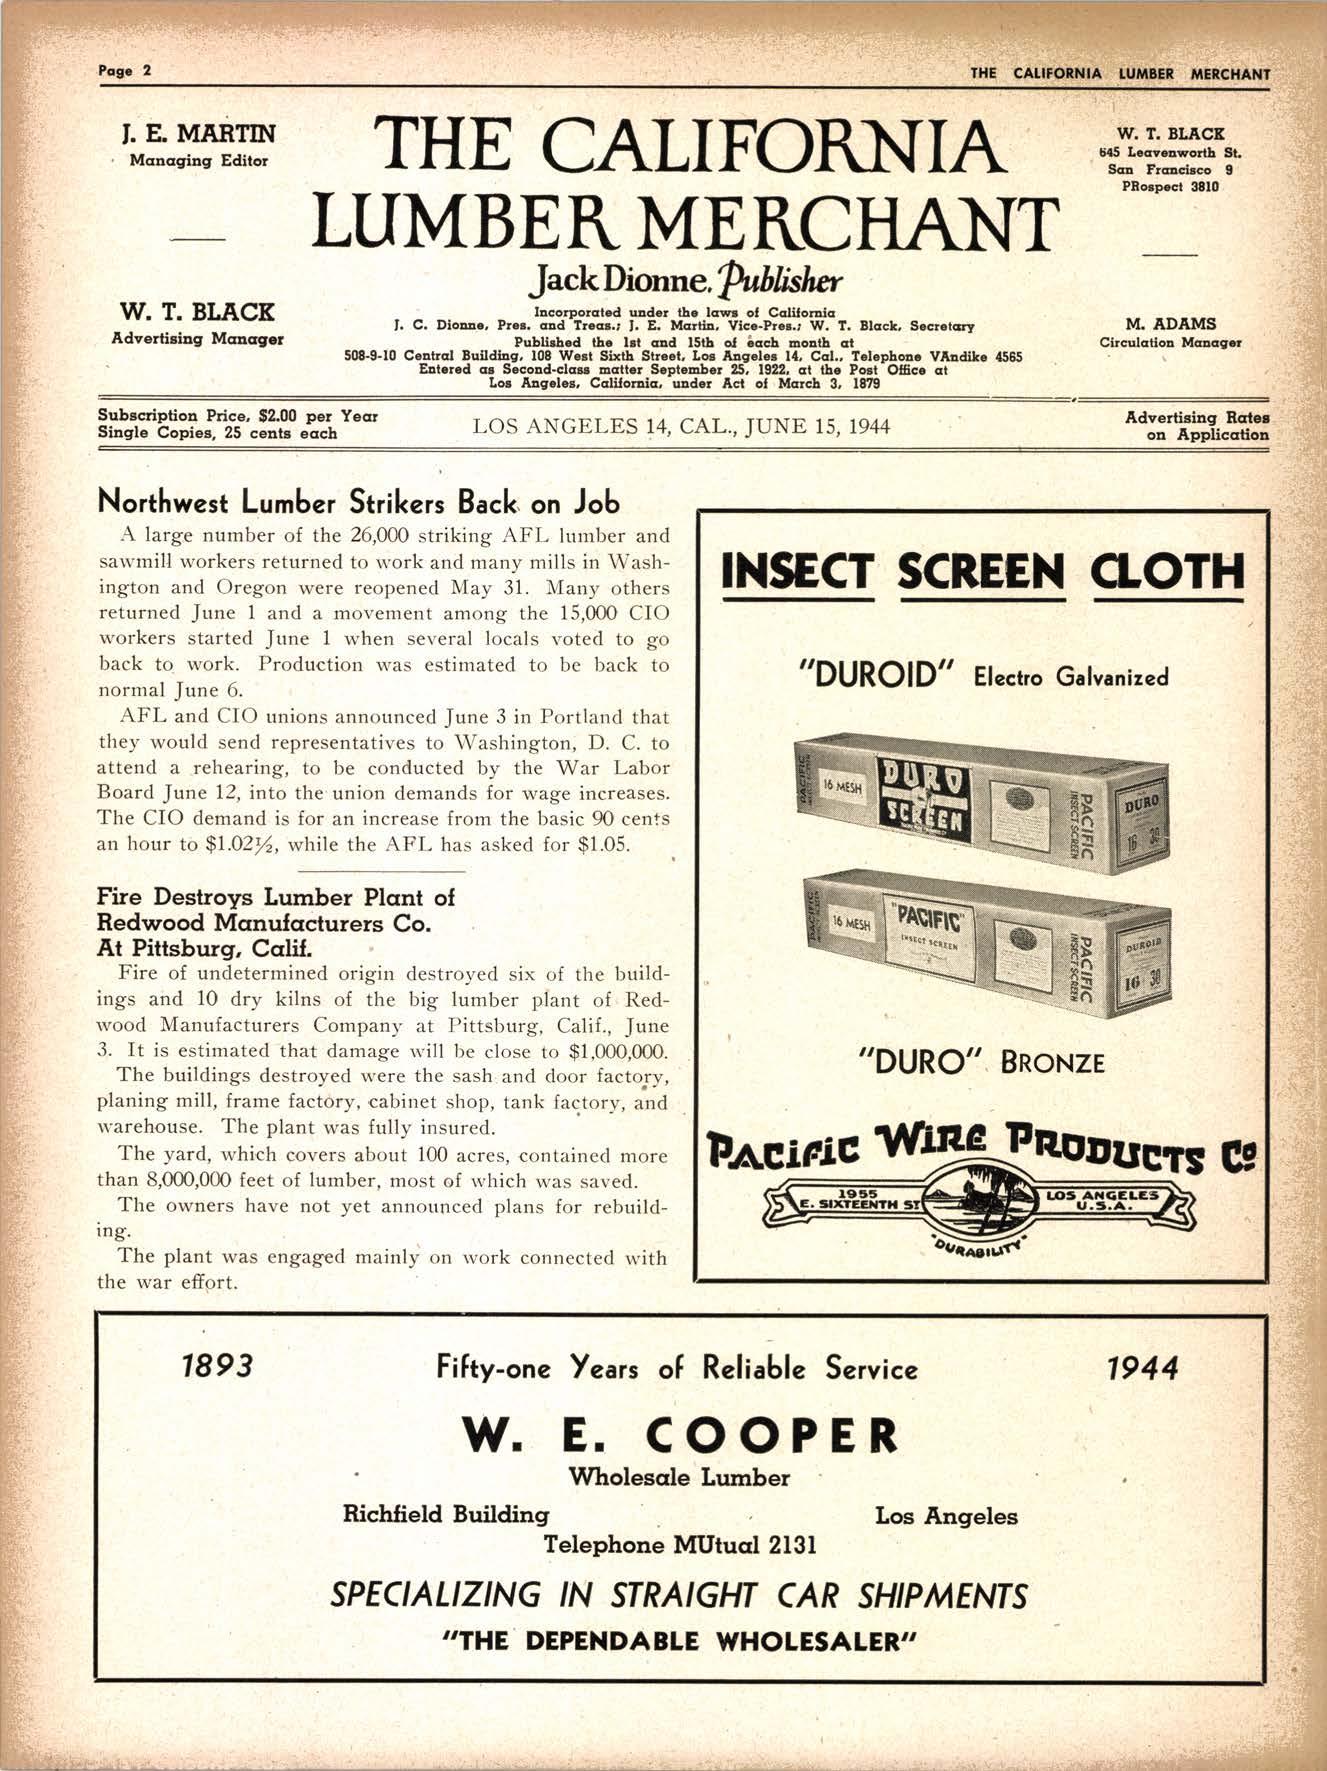 Page 2
THE CALIFORNIA LUMBER MERCHANT
J. E. MARTIN
Managing Editor
W. T. BLACK
Advertising Manager
THE CALIFORNIA
LUMBER MERCHANT
Jack Dionne, Publisher
Incorporated under the laws of California
J. C. Dionne, Pres. and Treas.; J. E. Martin, Vice-Pres.; W. T. Black, Secretary
Published the 1st and 15th of each month at
508-9-10 Central Building, 108 West Sixth Street, Los Angeles 14, Cal., Telephone VAndike 4565
Entered as Second-class matter September 25, 1922, at the Post Office at
Los Angeles, California, under Act of March 3, 1879
W. T. BLACK
645 Leavenworth St.
San Francisco 9
PRospect 3810
M. ADAMS
Circulation Manager
Subscription Price, $2.00 per Year
Single Copies, 25 cents each
LOS ANGELES 14, CAL., JUNE 15, 1944
Advertising Rates
on Application
Northwest Lumber Strikers Back on Job
A large number of the 26,000 striking AFL lumber and
sawmill workers returned to work and many mills in Wash-
ington and Oregon were reopened May 31. Many others
returned June 1 and a movement among the 15,000 CIO
workers started June 1 when several locals voted to go
back to work. Production was estimated to be back to
normal June 6.
AFL and CIO unions announced June 3 in Portland that
they would send representatives to Washington, D. C. to
attend a rehearing, to be conducted by the War Labor
Board June 12, into the union demands for wage increases.
The CIO demand is for an increase from the basic 90 cents
an hour to $1.02½, while the AFL has asked for $1.05.
Fire Destroys Lumber Plant of
Redwood Manufacturers Co.
At Pittsburg, Calif.
Fire of undetermined origin destroyed six of the build-
ings and 10 dry kilns of the big lumber plant of Red-
wood Manufacturers Company at Pittsburg, Calif., June
3. It is estimated that damage will be close to $1,000,000.
The buildings destroyed were the sash and door factory,
planing mill, frame factory, cabinet shop, tank factory, and
warehouse. The plant was fully insured.
The yard, which covers about 100 acres, contained more
than 8,000,000 feet of lumber, most of which was saved.
The owners have not yet announced plans for rebuild-
ing.
The plant was engaged mainly on work connected with
the war effort.
INSECT SCREEN CLOTH
"DUROID" Electro Galvanized
PACIFIC
16 MESH
DURO
SCREEN
PACIFIC
INSECT SCREEN
DURO
16 30
PACIFIC
16 MESH
"PACIFIC"
INSECT SCREEN
PACIFIC
INSECT SCREEN
DUROID
16 30
"DURO" BRONZE
PACIFIC WIRE PRODUCTS Co
1955
E. SIXTEENTH ST
LOS ANGELES
U.S.A.
"DURABILITY"
1893
Fifty-one Years of Reliable Service
1944
W. E. COOPER
Wholesale Lumber
Richfield Building
Los Angeles
Telephone MUtual 2131
SPECIALIZING IN STRAIGHT CAR SHIPMENTS
"THE DEPENDABLE WHOLESALER"